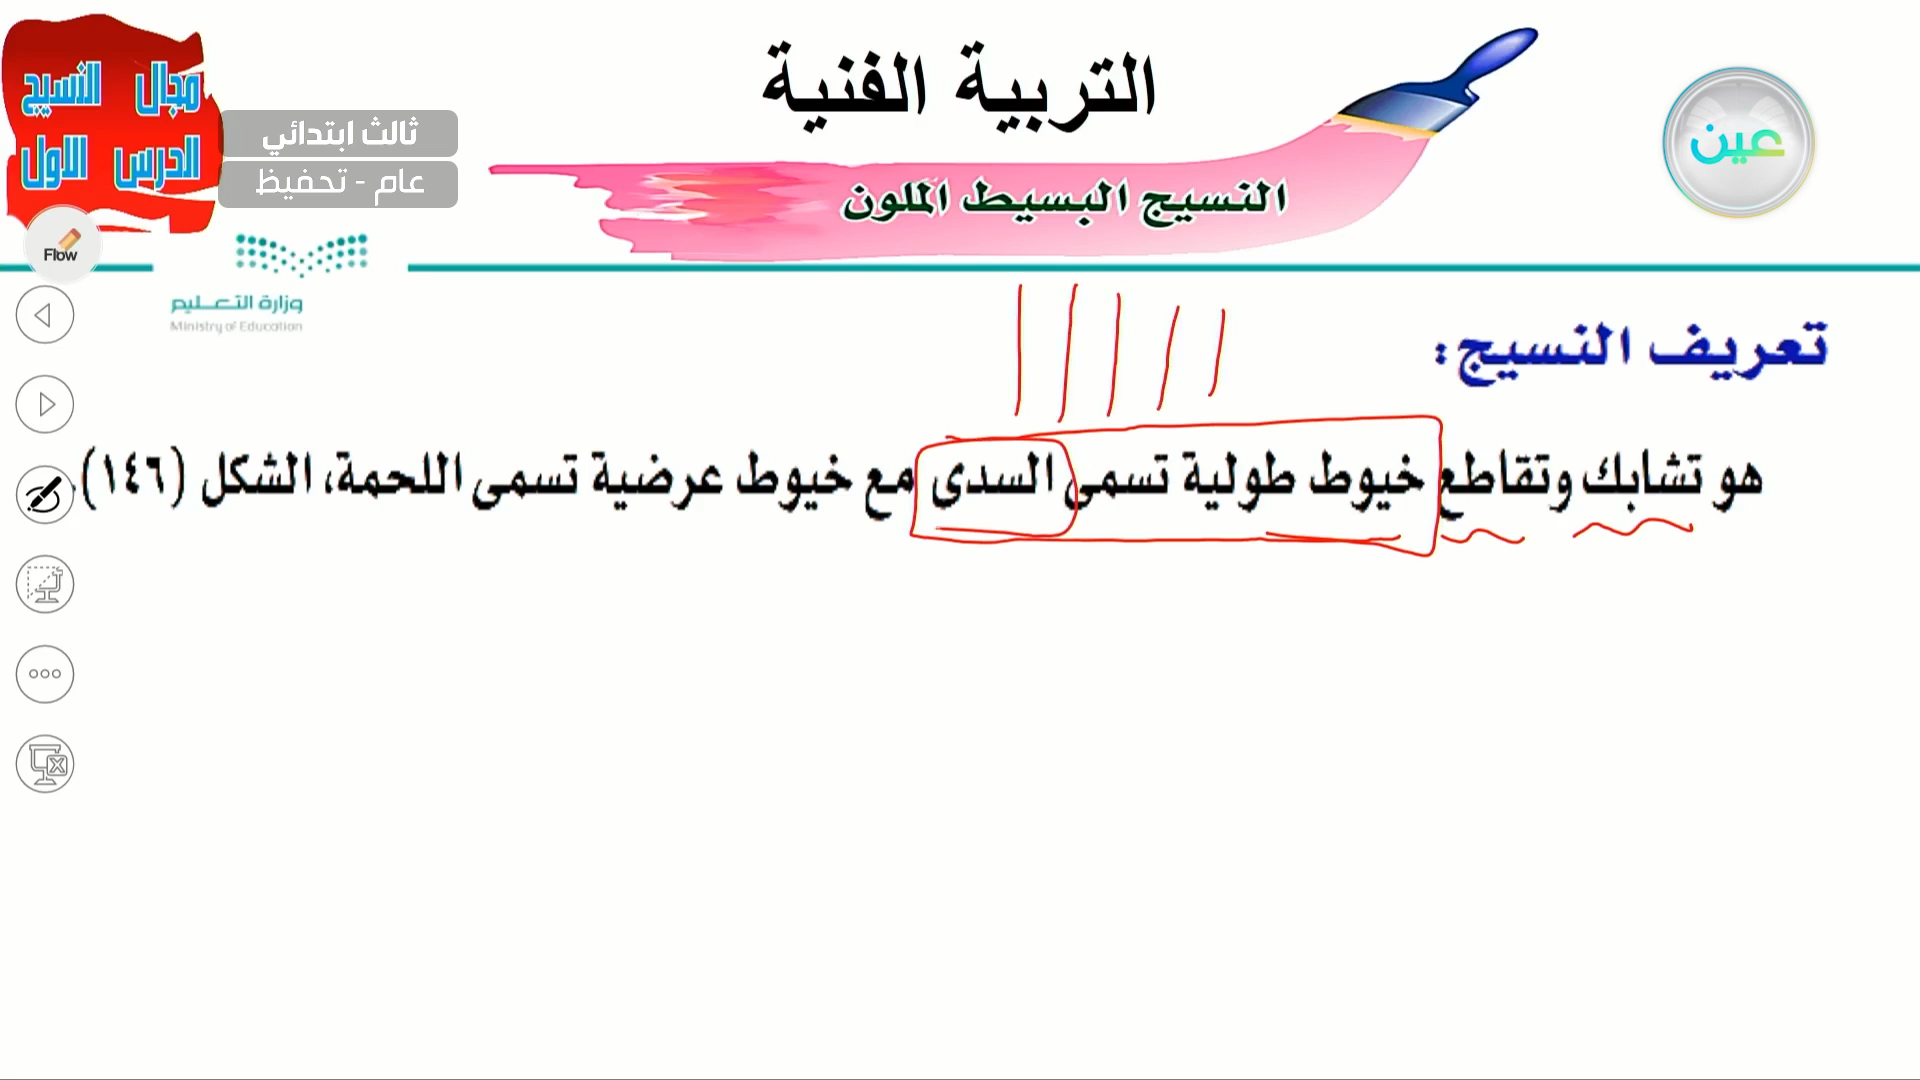 التربية الفنية
النسيج البسيط الملون
عين
مجال النسيج
الدرس الاول
ثالث ابتدائي
عام - تحفيظ
Flow
وزارة التعليم
Ministry of Education
تعريف النسيج:
هو تشابك وتقاطع خيوط طولية تسمى السدى مع خيوط عرضية تسمى اللحمة، الشكل (١٤٦).